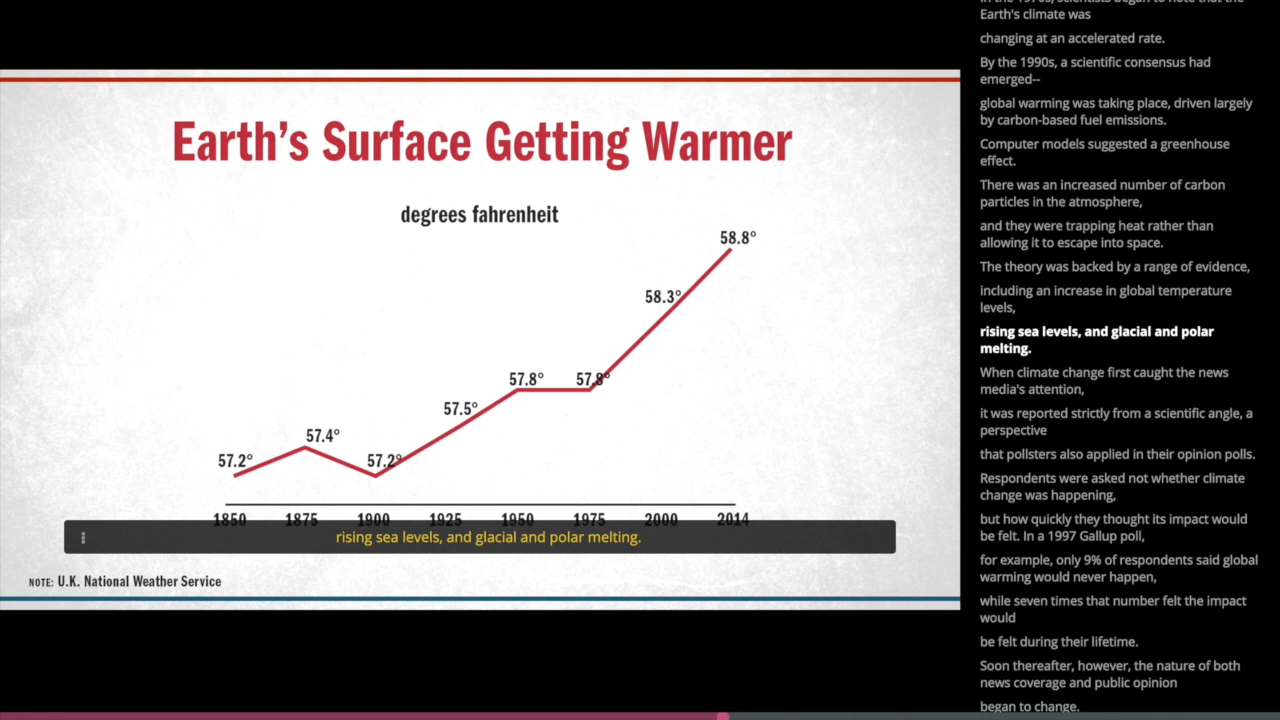 Earth's Surface Getting Warmer
degrees fahrenheit
58.8°
58.3°
57.8° 57.8°
57.5°
57.4°
57.2° 57.2°
1850 1875 1900 1925 1950 1975 2000 2014
rising sea levels, and glacial and polar melting.
NOTE: U.K. National Weather Service
In the 1970s, scientists began to note that the
Earth's climate was
changing at an accelerated rate.
By the 1990s, a scientific consensus had
emerged--
global warming was taking place, driven largely
by carbon-based fuel emissions.
Computer models suggested a greenhouse
effect.
There was an increased number of carbon
particles in the atmosphere,
and they were trapping heat rather than
allowing it to escape into space.
The theory was backed by a range of evidence,
including an increase in global temperature
levels,
rising sea levels, and glacial and polar
melting.
When climate change first caught the news
media's attention,
it was reported strictly from a scientific angle, a
perspective
that pollsters also applied in their opinion polls.
Respondents were asked not whether climate
change was happening,
but how quickly they thought its impact would
be felt. In a 1997 Gallup poll,
for example, only 9% of respondents said global
warming would never happen,
while seven times that number felt the impact
would
be felt during their lifetime.
Soon thereafter, however, the nature of both
news coverage and public opinion
began to change.